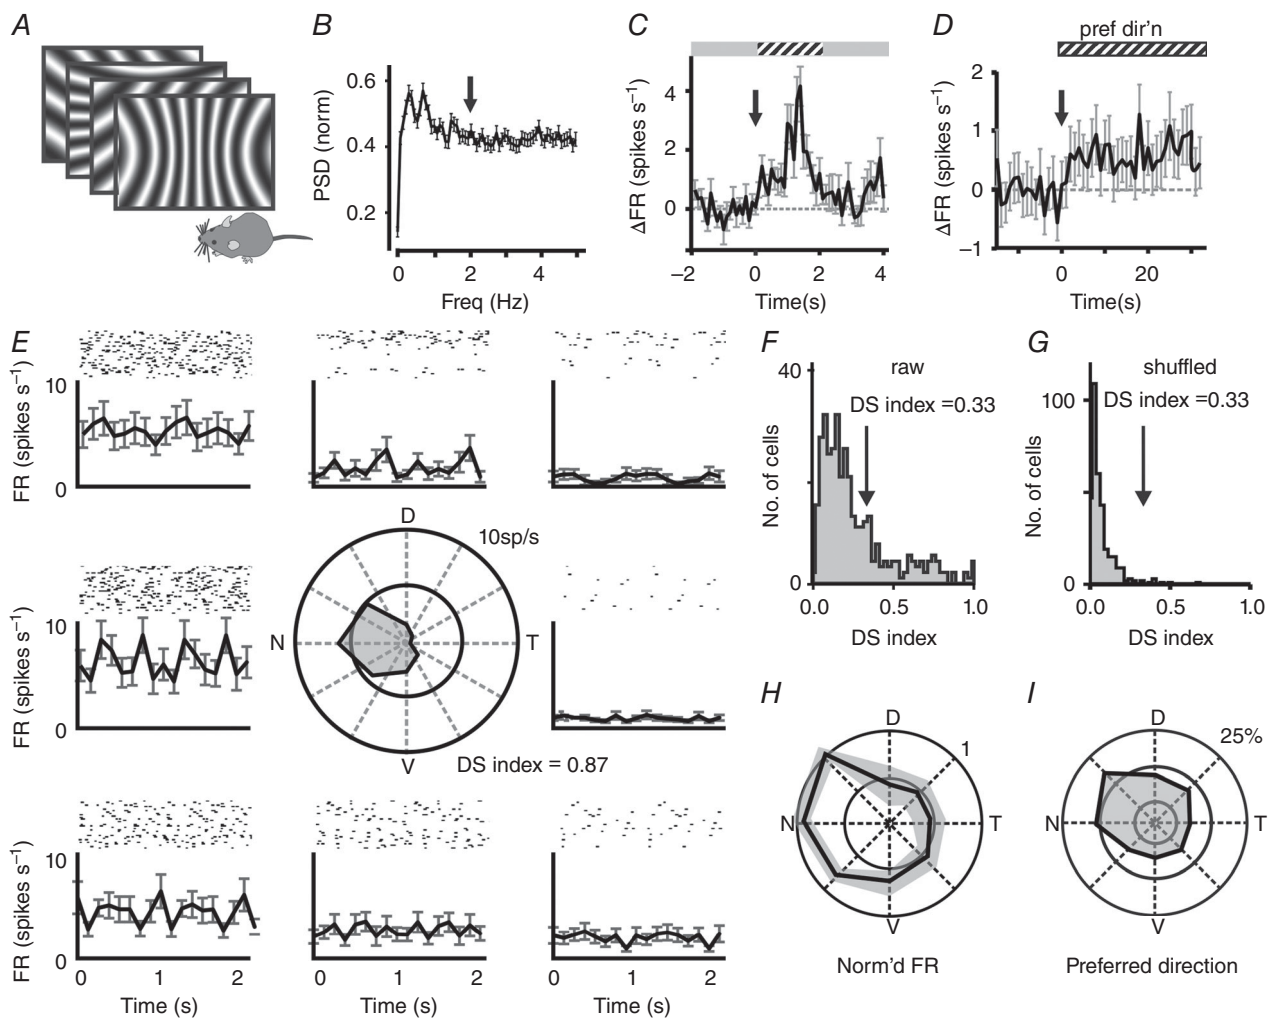 A
B
PSD (norm)
0.6
0.4
0.2
0
2
4
Freq (Hz)
C
ΔFR (spikes s⁻¹)
4
2
0
−2
0
2
4
Time(s)
D
pref dir'n
ΔFR (spikes s⁻¹)
2
1
0
−1
0
20
Time(s)
E
FR (spikes s⁻¹)
10
0
FR (spikes s⁻¹)
10
0
D
10sp/s
N
T
V
DS index = 0.87
FR (spikes s⁻¹)
10
0
0
1
2
Time (s)
0
1
2
Time (s)
0
1
2
Time (s)
F
raw
DS index =0.33
No. of cells
40
0
0.0
0.5
1.0
DS index
G
shuffled
DS index =0.33
No. of cells
100
0
0.0
0.5
1.0
DS index
H
D
1
N
T
V
Norm'd FR
I
D
25%
N
T
V
Preferred direction